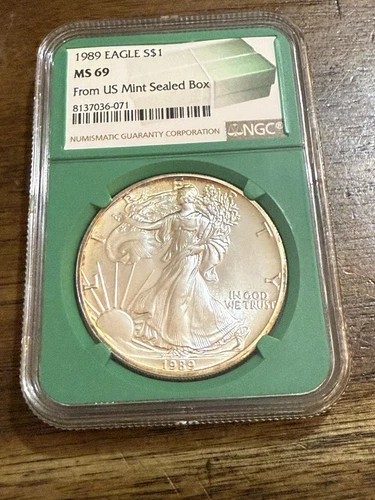 1989 EAGLE S$1
MS 69
From US Mint Sealed Box
8137036-071
NUMISMATIC GUARANTY CORPORATION
NGC®
LIBERTY
IN GOD
WE TRUST
1989